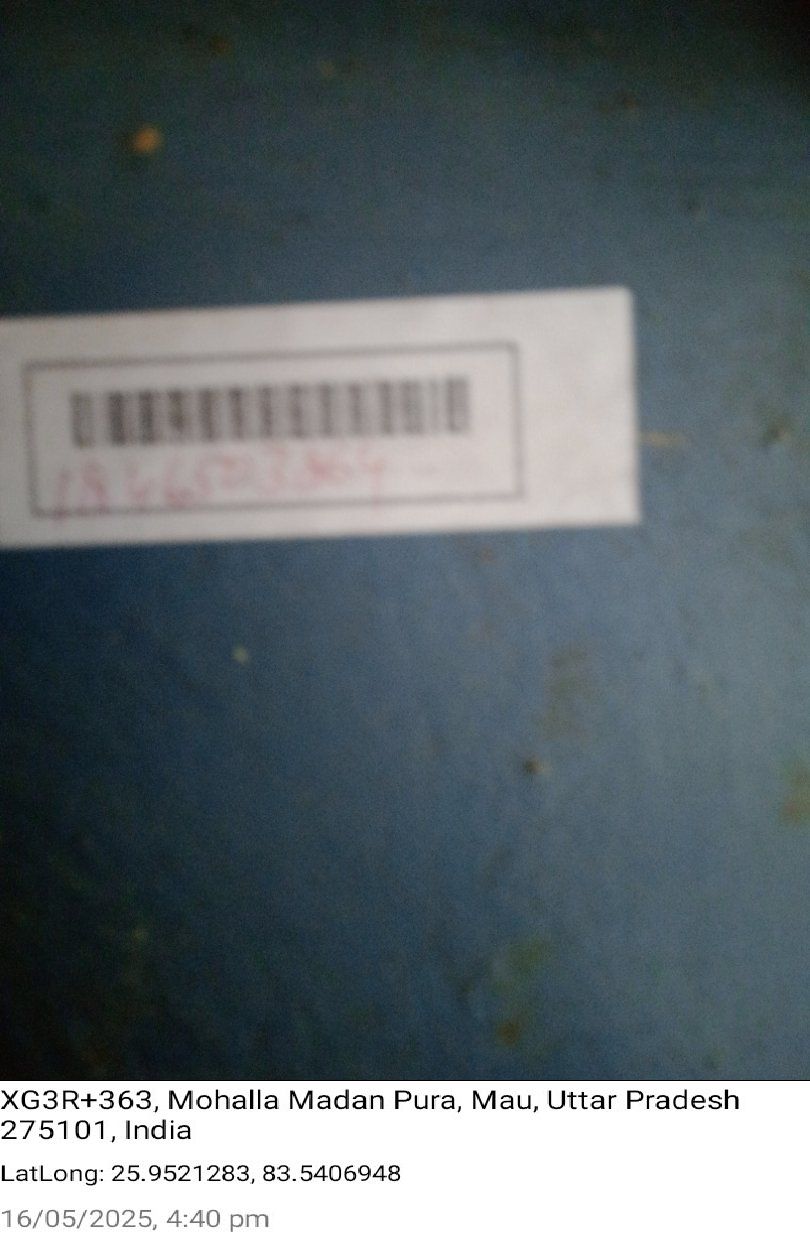 XG3R+363, Mohalla Madan Pura, Mau, Uttar Pradesh
275101, India
LatLong: 25.9521283, 83.5406948
16/05/2025, 4:40 pm